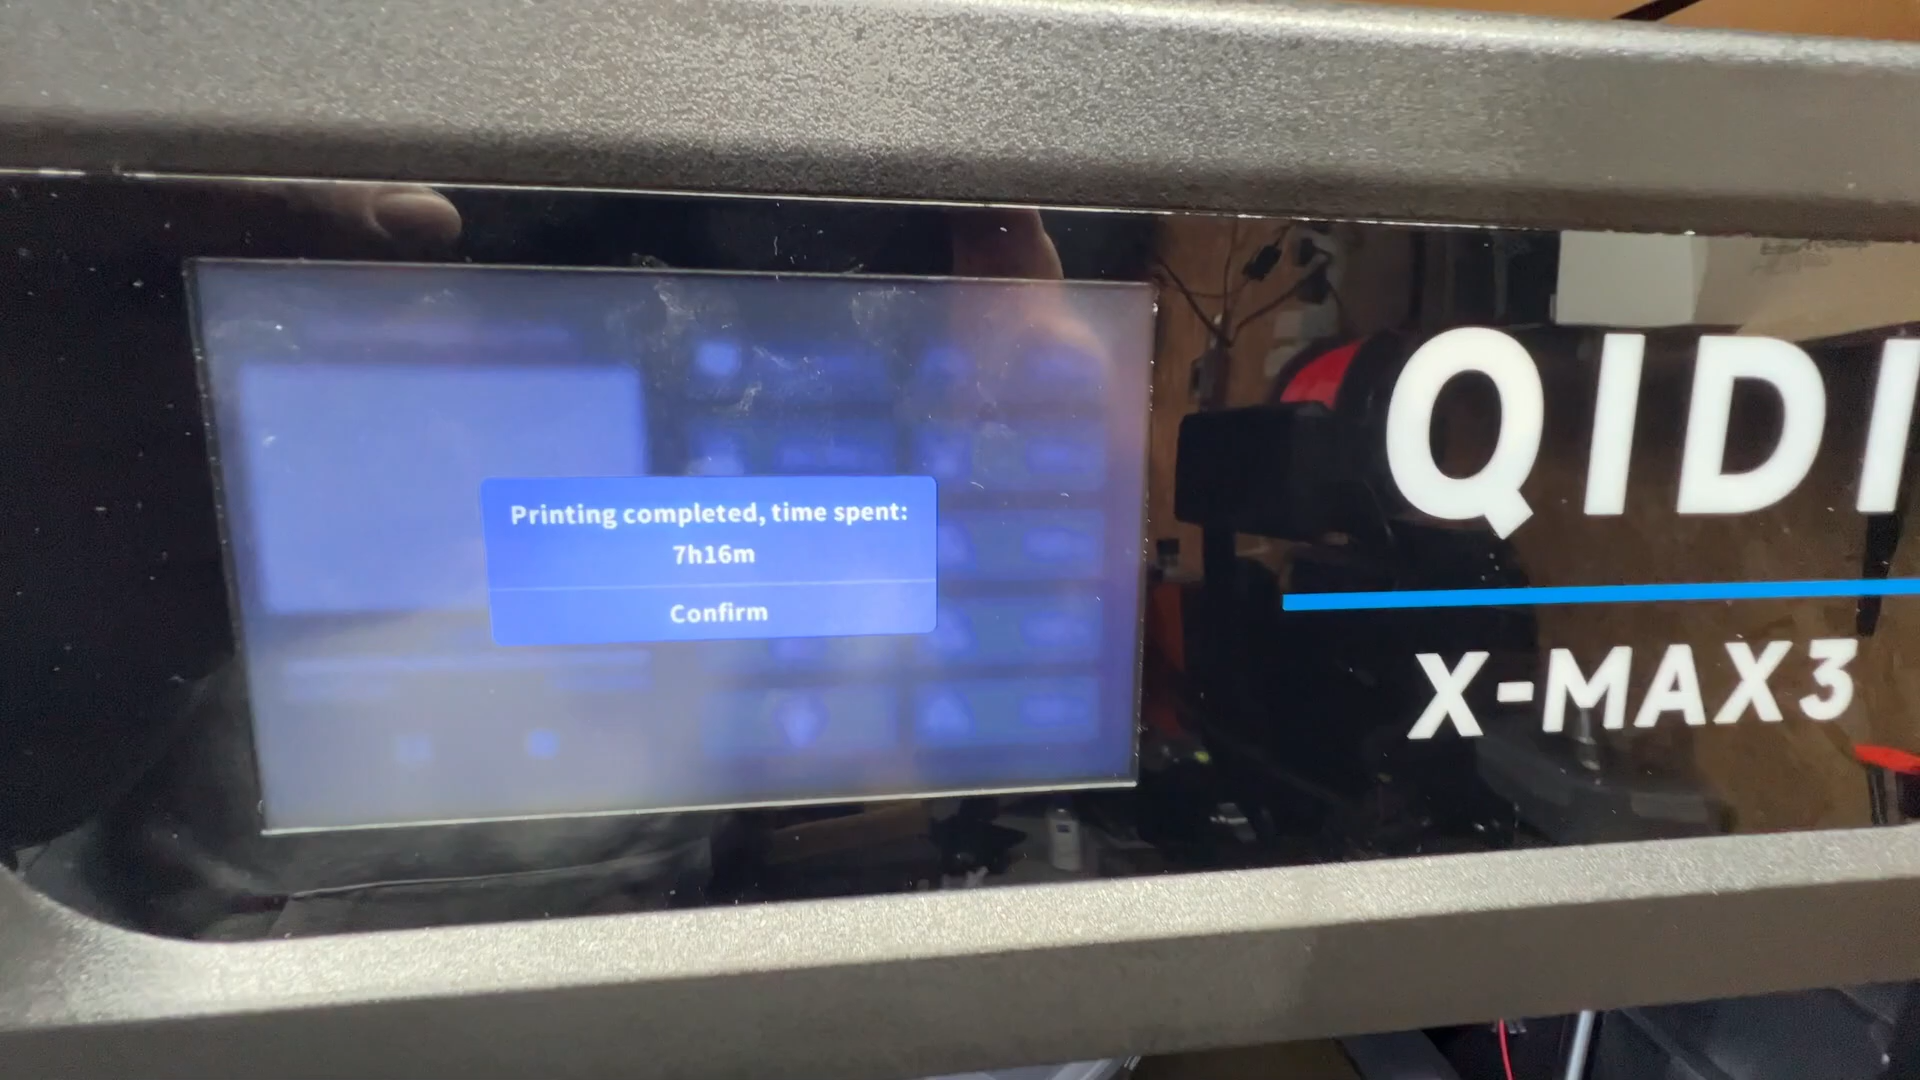 Printing completed, time spent:
7h16m
Confirm
QIDI
X-MAX3